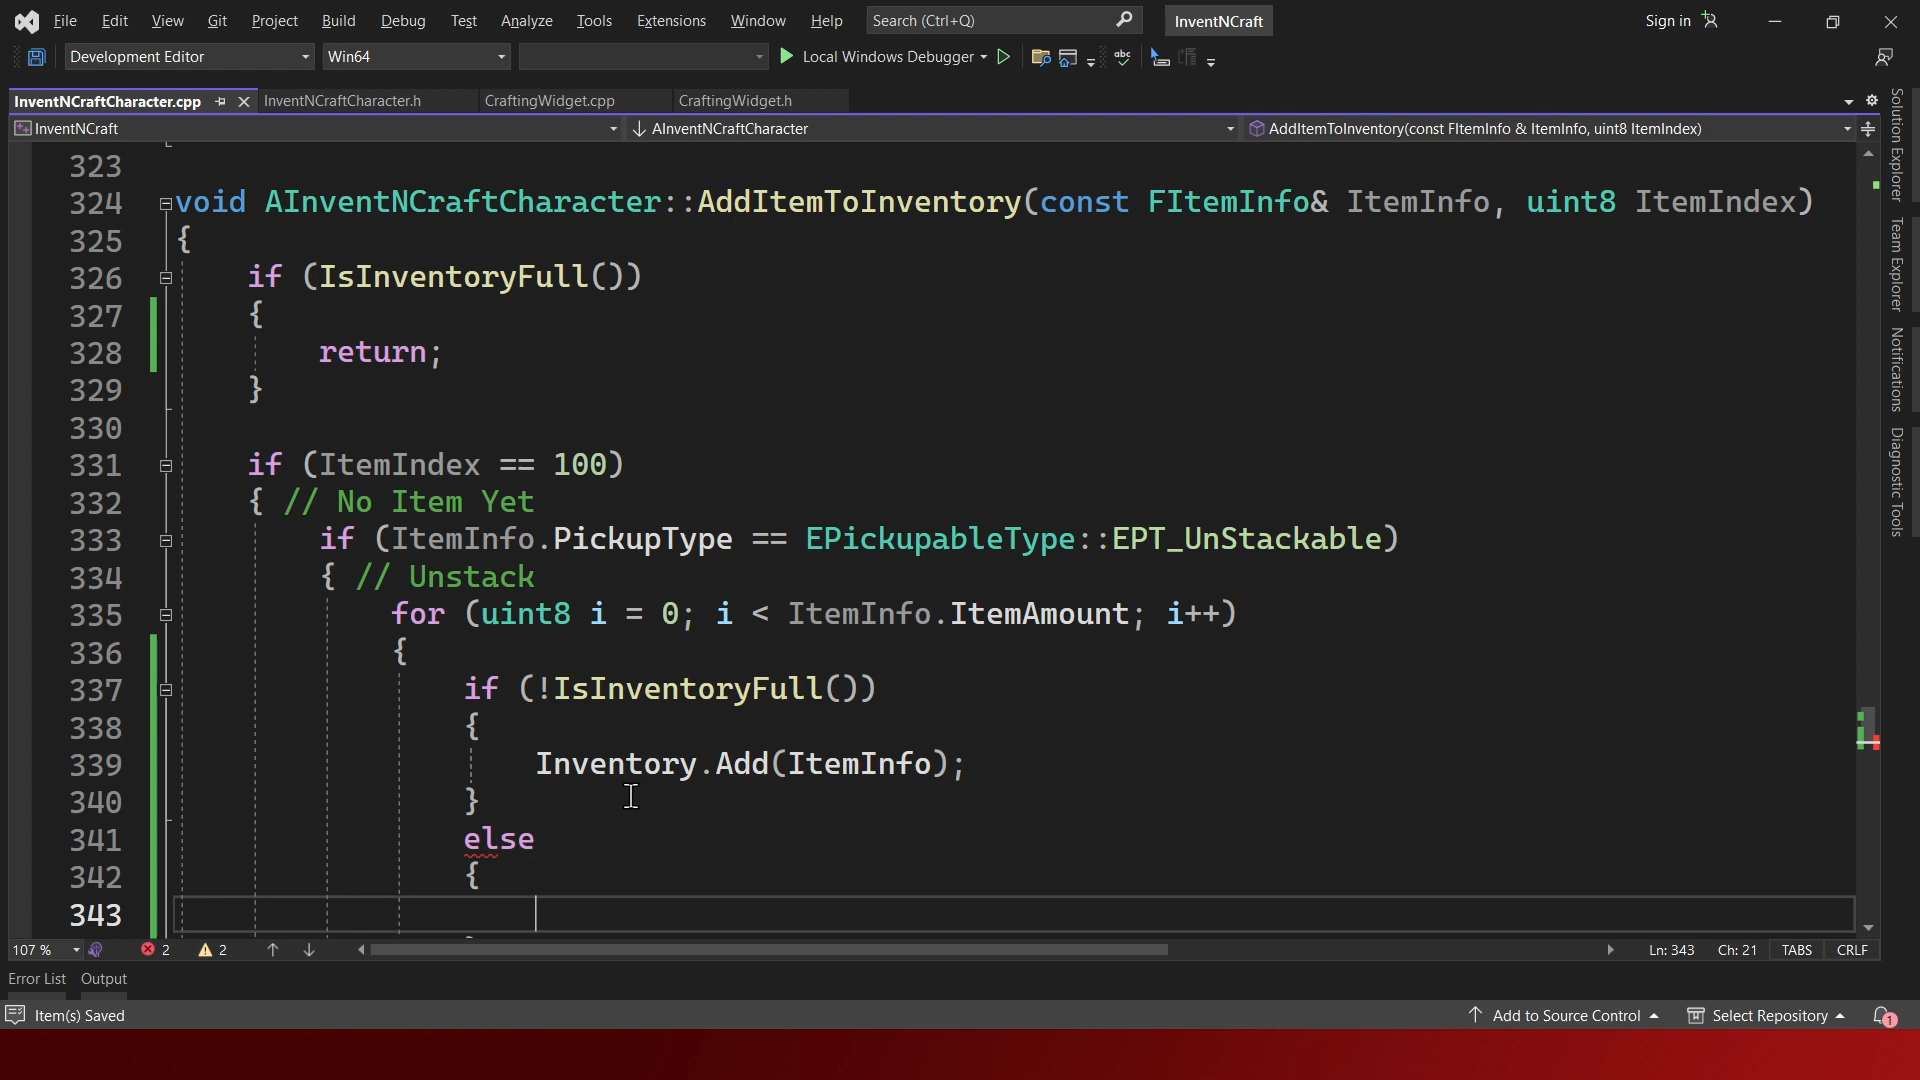 File Edit View Git Project Build Debug Test Analyze Tools Extensions Window Help Search (Ctrl+Q) InventNCraft Sign in
Development Editor Win64 Local Windows Debugger abc
InventNCraftCharacter.cpp InventNCraftCharacter.h CraftingWidget.cpp CraftingWidget.h
InventNCraft AInventNCraftCharacter AddItemToInventory(const FItemInfo & ItemInfo, uint8 ItemIndex)
323
324 void AInventNCraftCharacter::AddItemToInventory(const FItemInfo& ItemInfo, uint8 ItemIndex)
325 {
326 if (IsInventoryFull())
327 {
328 return;
329 }
330
331 if (ItemIndex == 100)
332 { // No Item Yet
333 if (ItemInfo.PickupType == EPickupableType::EPT_UnStackable)
334 { // Unstack
335 for (uint8 i = 0; i < ItemInfo.ItemAmount; i++)
336 {
337 if (!IsInventoryFull())
338 {
339 Inventory.Add(ItemInfo);
340 }
341 else
342 {
343
107 % 2 2 Ln: 343 Ch: 21 TABS CRLF
Error List Output
Item(s) Saved Add to Source Control Select Repository 1
Solution Explorer
Team Explorer
Notifications
Diagnostic Tools